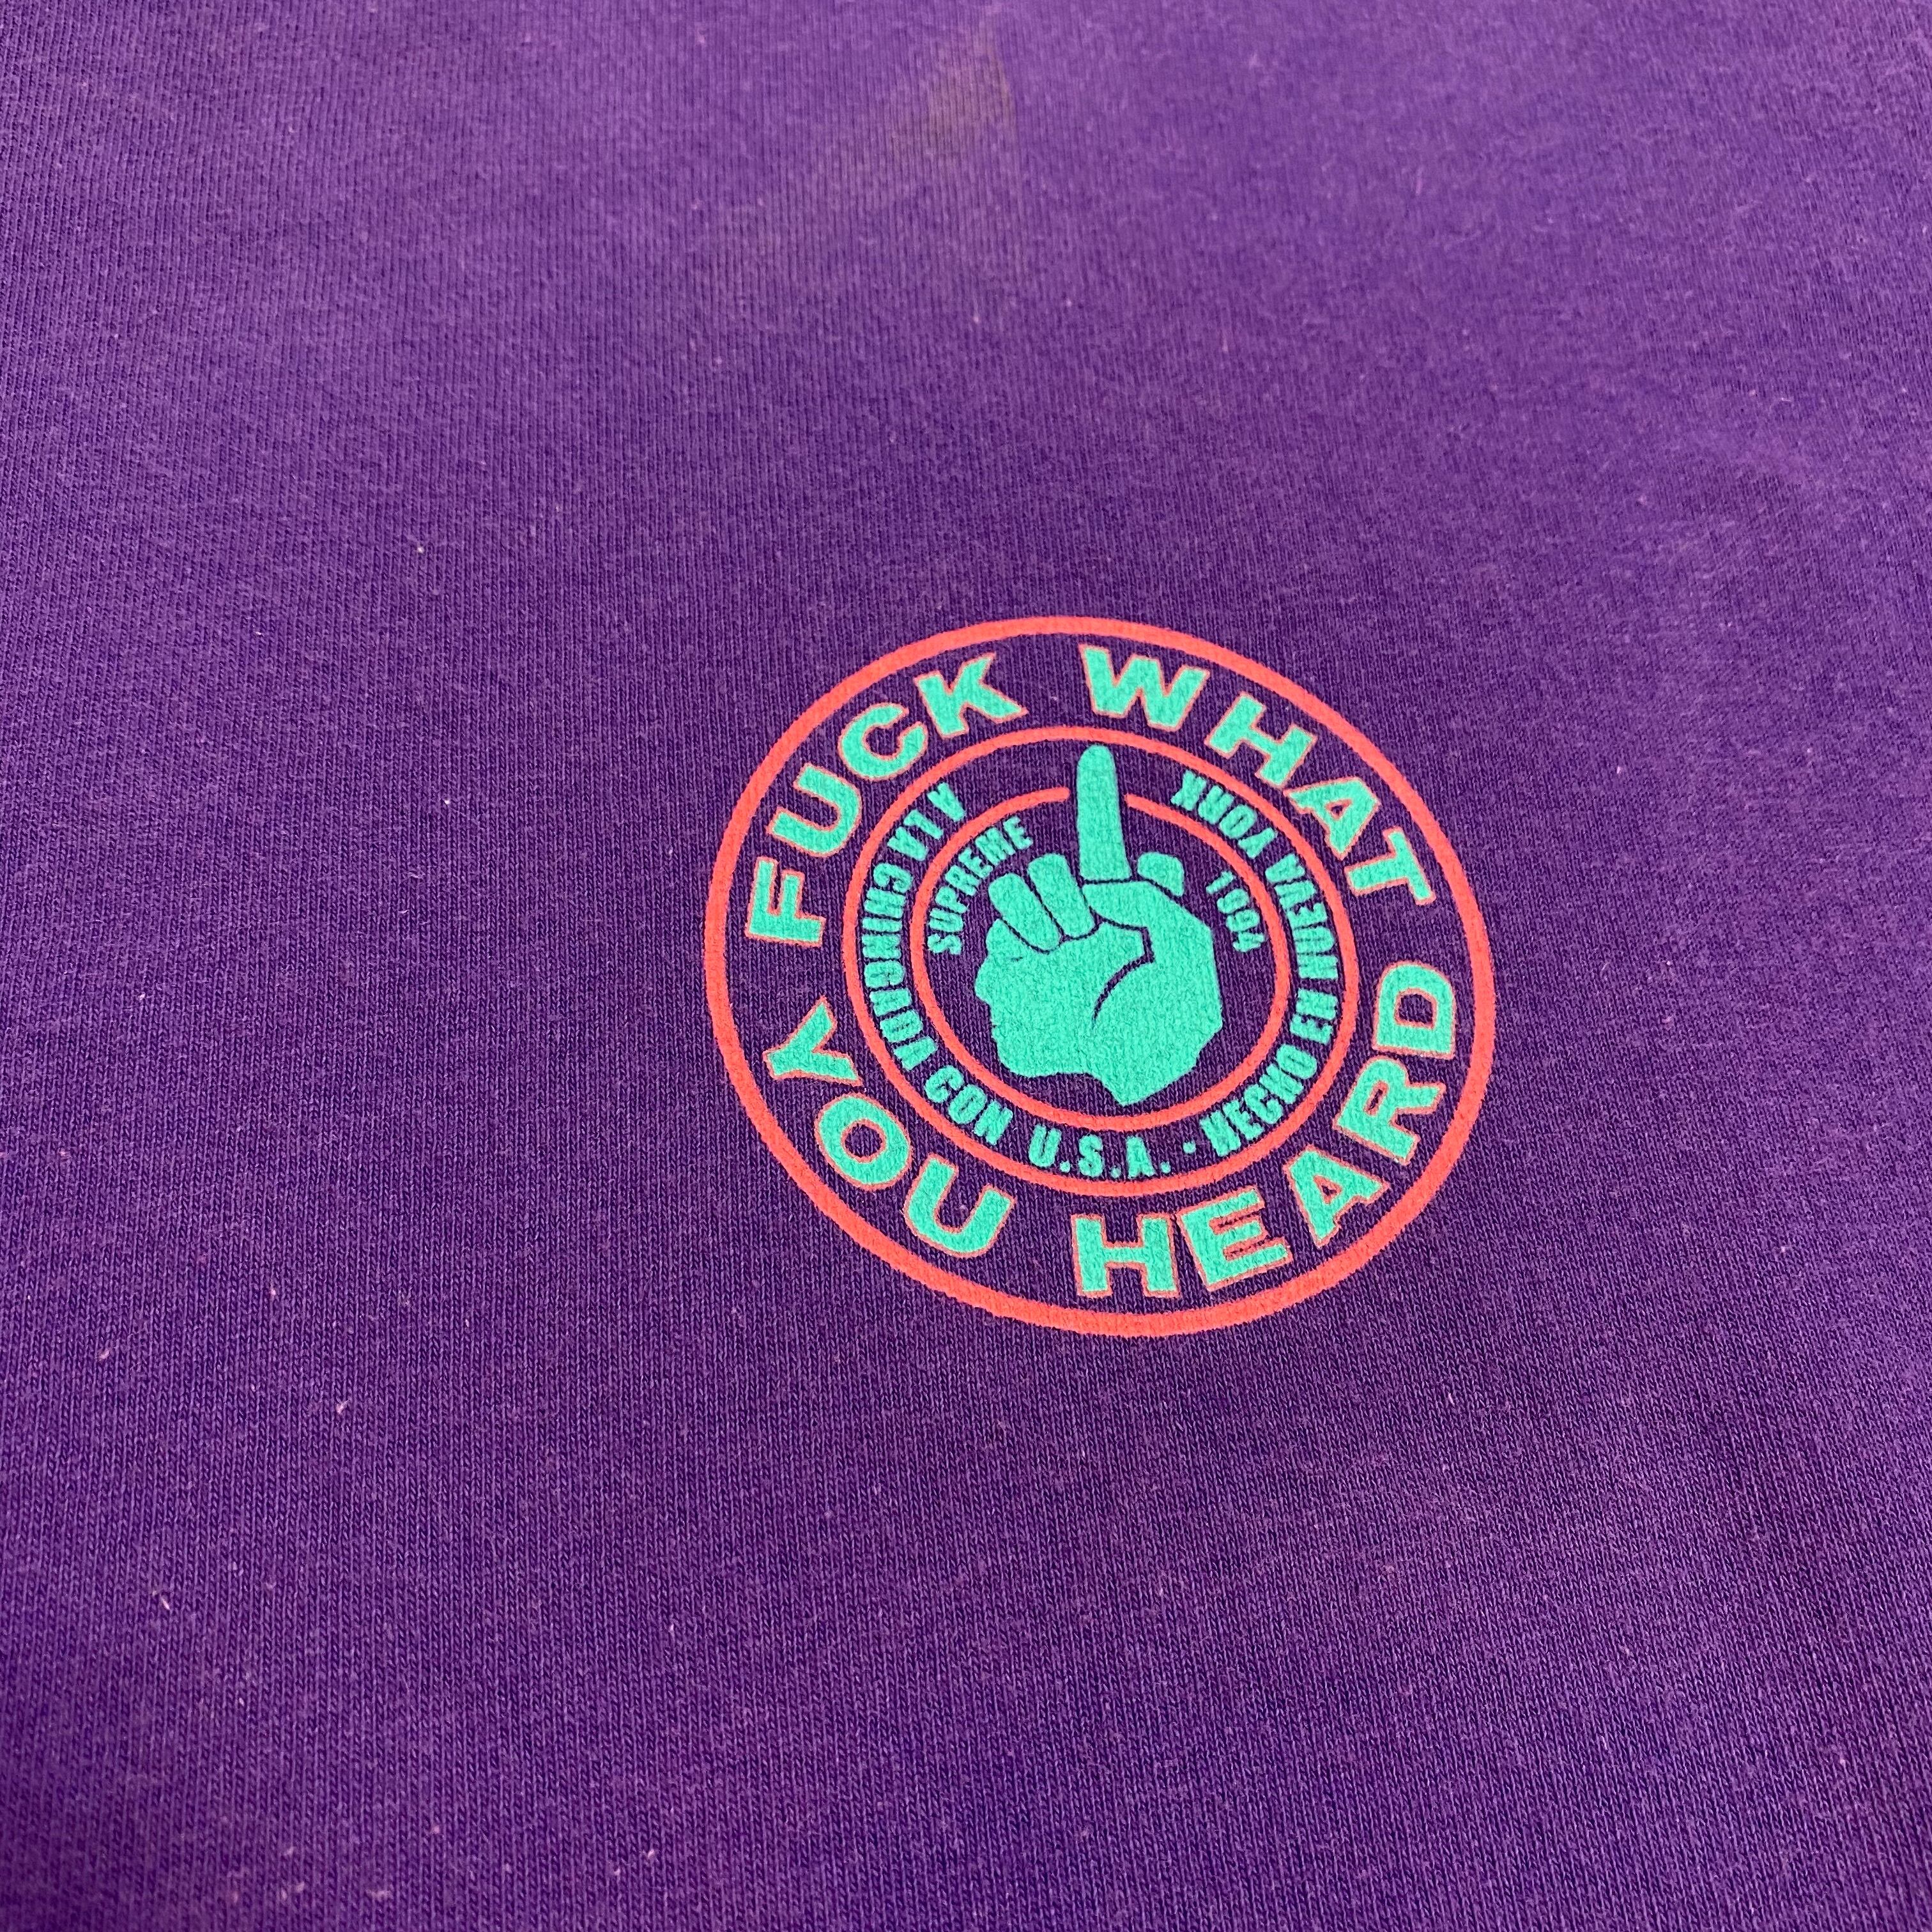 FUCK WHAT
YOU HEARD
A LA CHINGADA CON U.S.A. · HECHO EN NUEVA YORK
SUPREME
1994